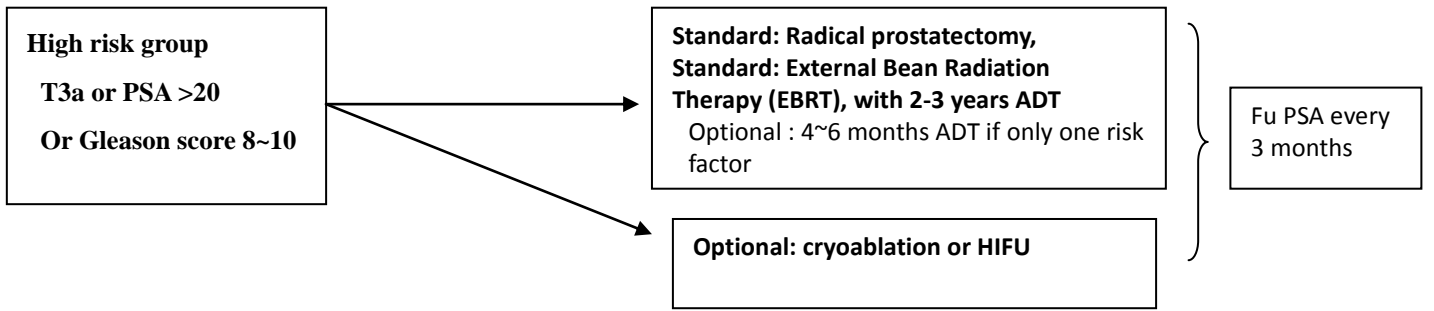 High risk group
T3a or PSA >20
Or Gleason score 8~10
Standard: Radical prostatectomy,
Standard: External Bean Radiation
Therapy (EBRT), with 2-3 years ADT
Optional : 4~6 months ADT if only one risk
factor
Optional: cryoablation or HIFU
Fu PSA every
3 months